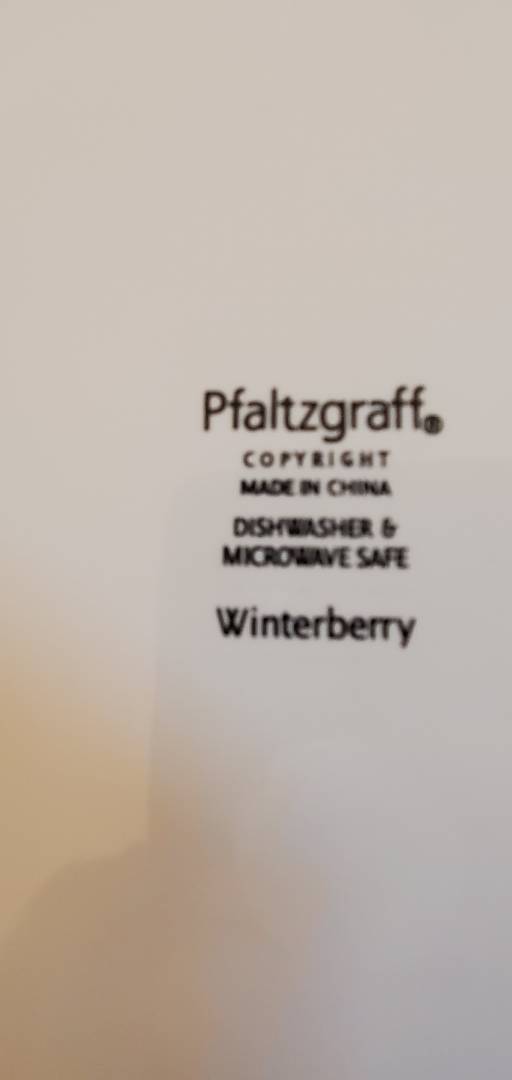 Pfaltzgraff®
COPYRIGHT
MADE IN CHINA
DISHWASHER &
MICROWAVE SAFE
Winterberry